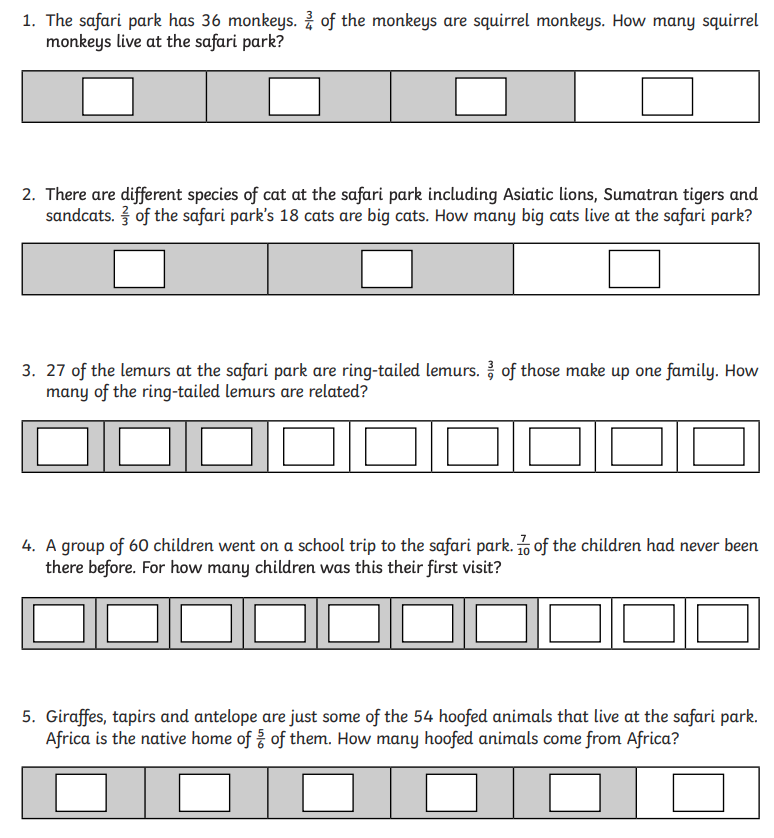 1. The safari park has 36 monkeys. 3/4 of the monkeys are squirrel monkeys. How many squirrel
monkeys live at the safari park?
2. There are different species of cat at the safari park including Asiatic lions, Sumatran tigers and
sandcats. 2/3 of the safari park's 18 cats are big cats. How many big cats live at the safari park?
3. 27 of the lemurs at the safari park are ring-tailed lemurs. 3/9 of those make up one family. How
many of the ring-tailed lemurs are related?
4. A group of 60 children went on a school trip to the safari park. 7/10 of the children had never been
there before. For how many children was this their first visit?
5. Giraffes, tapirs and antelope are just some of the 54 hoofed animals that live at the safari park.
Africa is the native home of 5/6 of them. How many hoofed animals come from Africa?